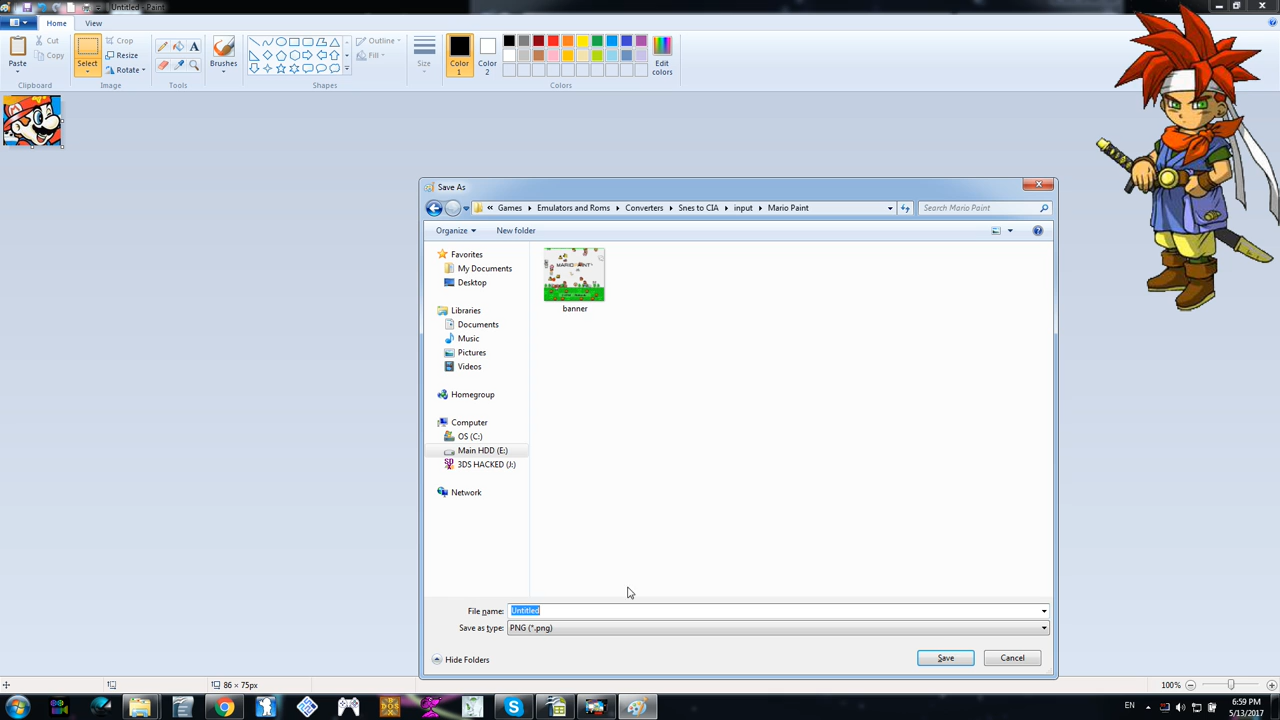 Untitled - Paint
Home
View
Paste
Cut
Copy
Clipboard
Select
Crop
Resize
Rotate
Image
A
Tools
Brushes
Outline
Fill
Shapes
Size
Color 1
Color 2
Edit colors
Colors
Save As
« Games Emulators and Roms Converters Snes to CIA input Mario Paint
Search Mario Paint
Organize
New folder
Favorites
My Documents
Desktop
Libraries
Documents
Music
Pictures
Videos
Homegroup
Computer
OS (C:)
Main HDD (E:)
3DS HACKED (J:)
Network
banner
File name: Untitled
Save as type: PNG (*.png)
Hide Folders
Save
Cancel
86 × 75px
100%
EN
6:59 PM
5/13/2017